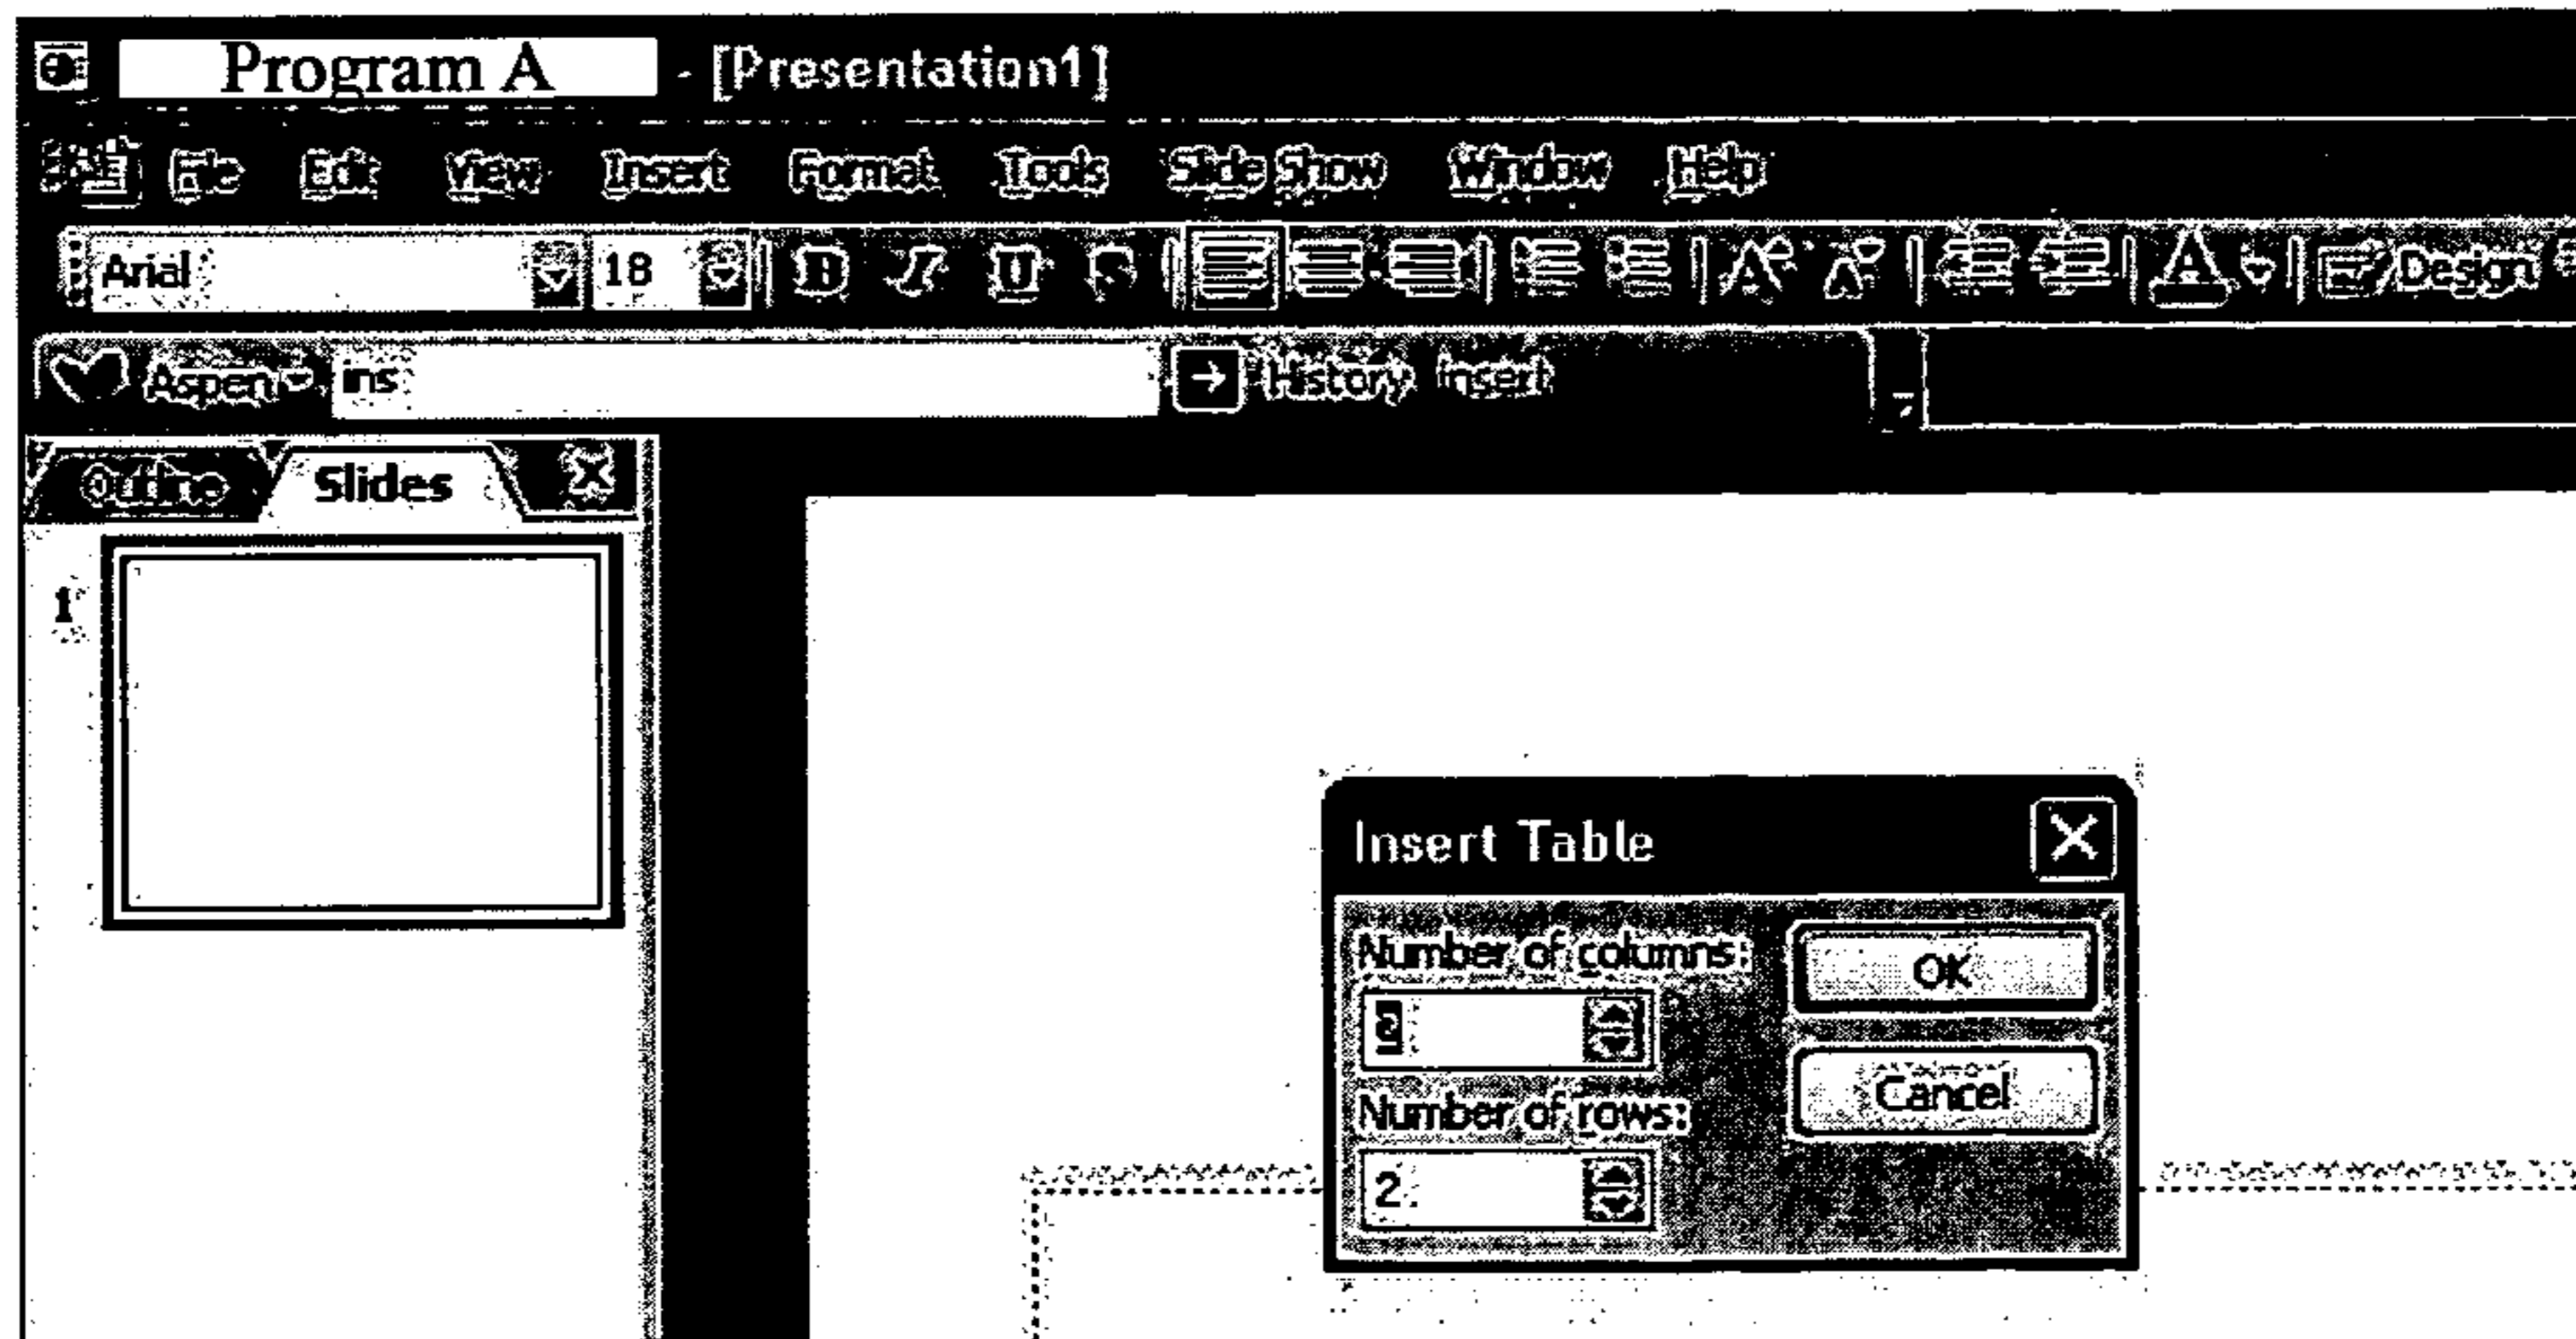 Program A - [Presentation1]
File Edit View Insert Format Tools Slide Show Window Help
Arial 18 B I U S A A A Design
Aspen ins History insert
Outline Slides
1
Insert Table
Number of columns:
OK
Number of rows:
Cancel
2